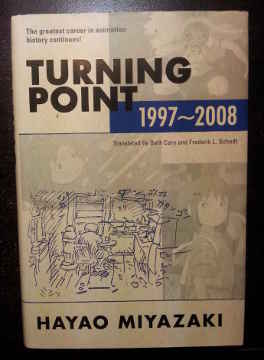 The greatest career in animation
history continues!
TURNING
POINT
1997~2008
Translated by Beth Cary and Frederik L. Schodt
HAYAO MIYAZAKI